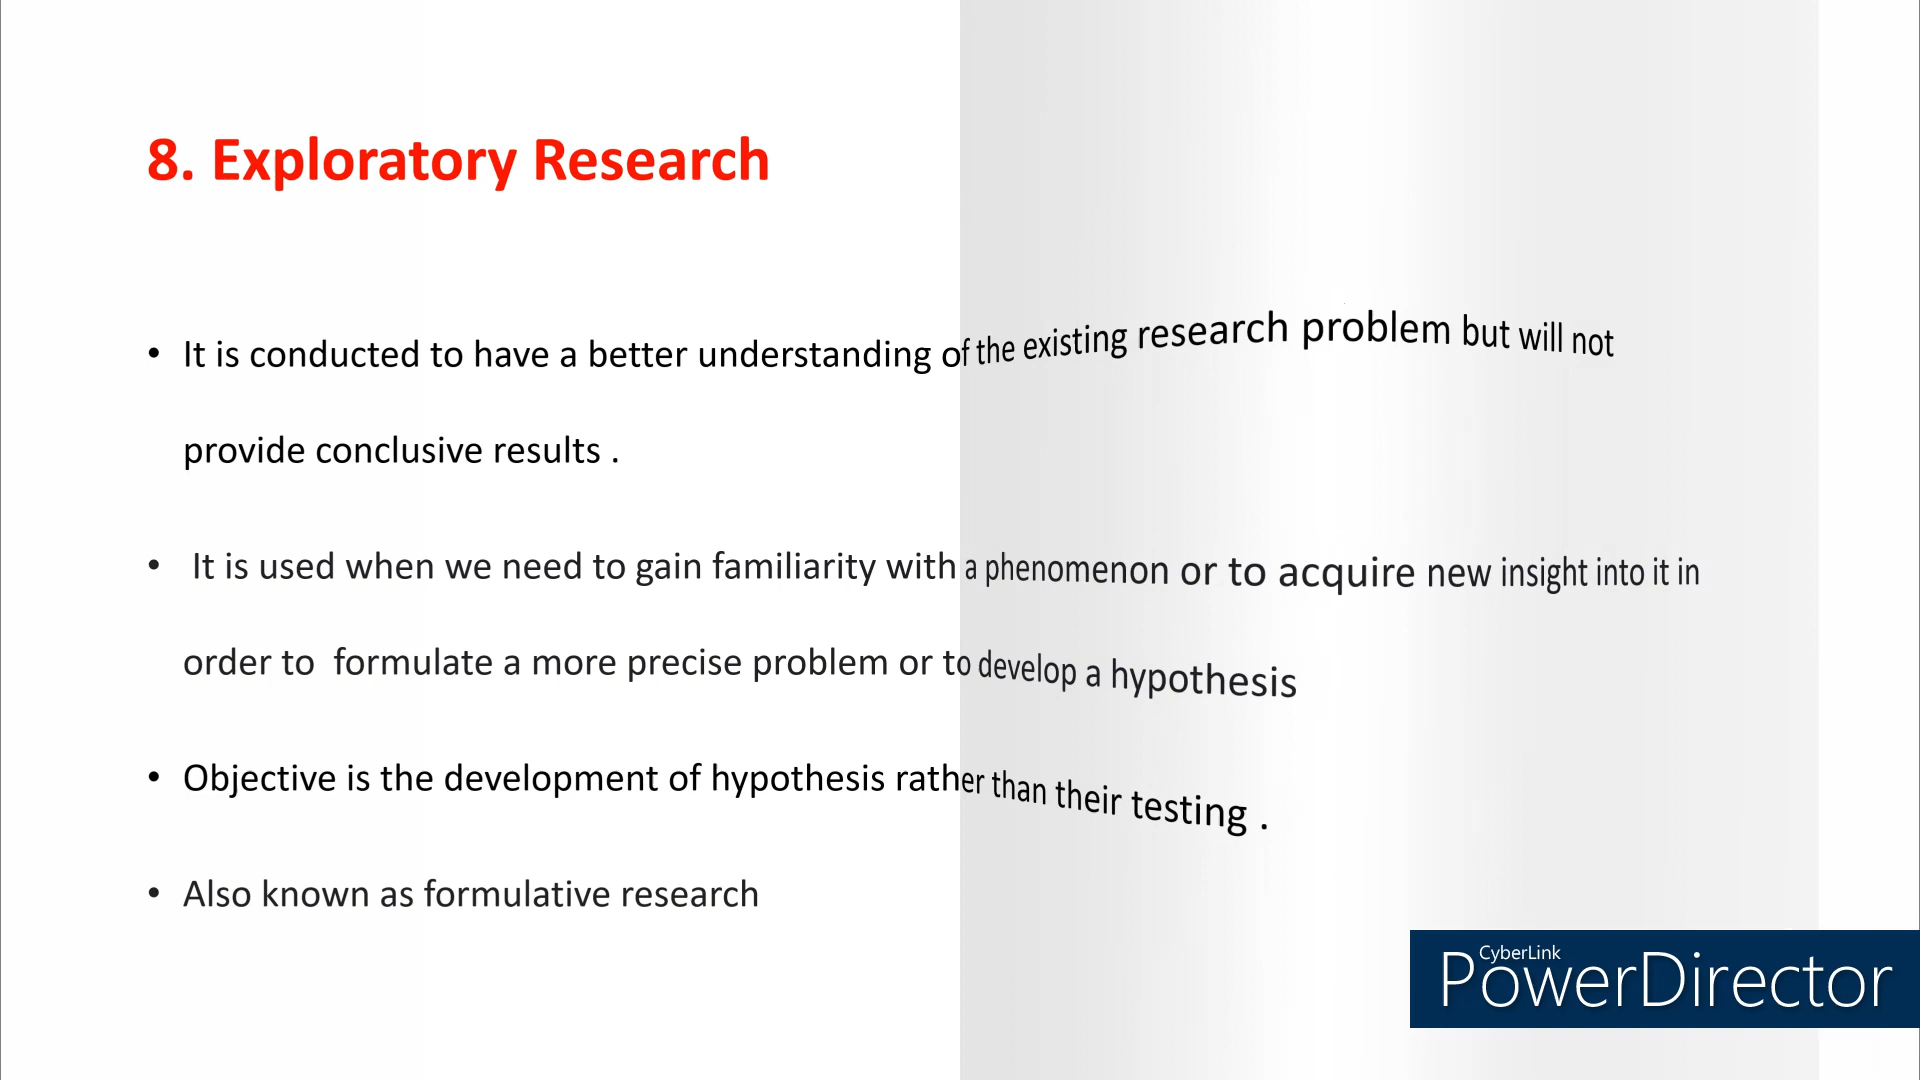 8. Exploratory Research
• It is conducted to have a better understanding of the existing research problem but will not
provide conclusive results .
• It is used when we need to gain familiarity with a phenomenon or to acquire new insight into it in
order to  formulate a more precise problem or to develop a hypothesis
• Objective is the development of hypothesis rather than their testing .
• Also known as formulative research
CyberLink
PowerDirector